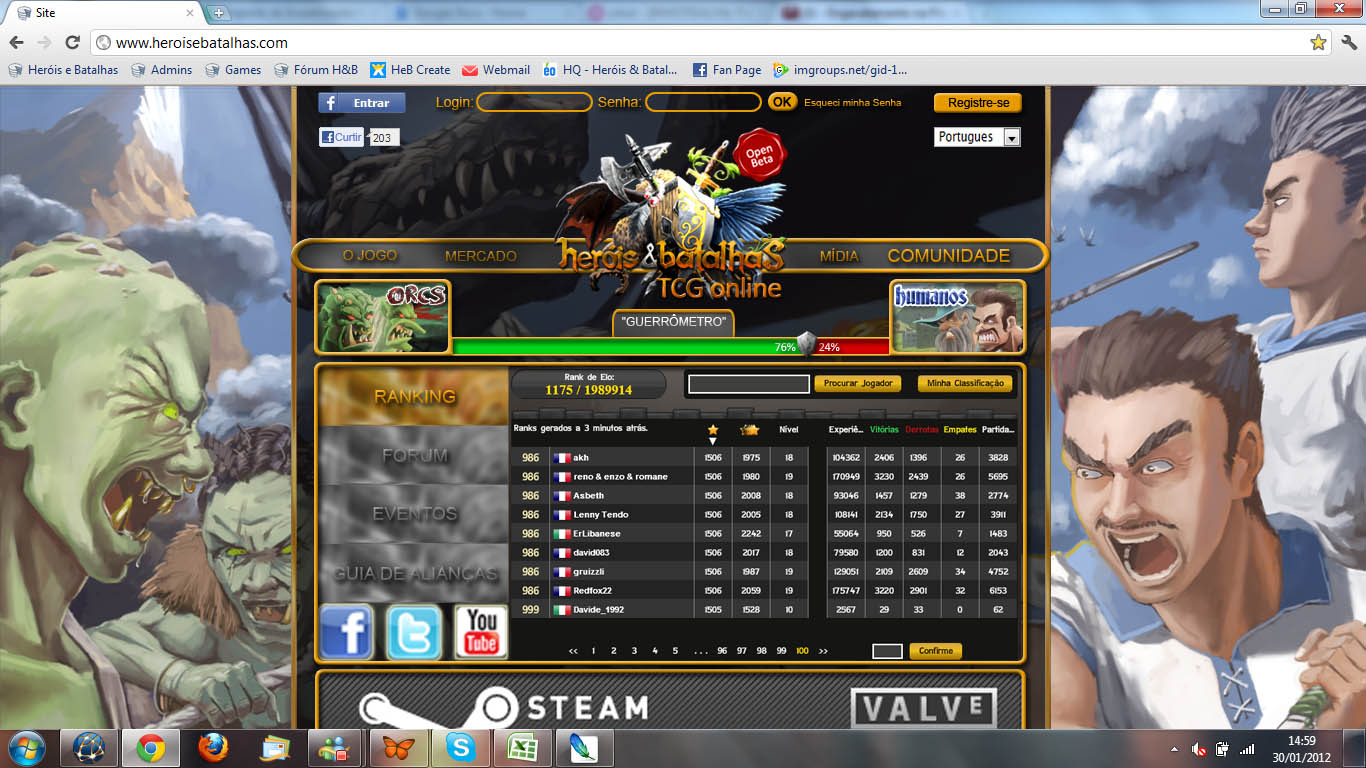 Site
www.heroisebatalhas.com
Heróis e Batalhas Admins Games Fórum H&B HeB Create Webmail HQ - Heróis & Batal... Fan Page imgroups.net/gid-1...
f Entrar Login: Senha: OK Esqueci minha Senha Registre-se
Curtir 203 Portugues
Open Beta
O JOGO MERCADO heróis & batalhas MÍDIA COMUNIDADE
TCG online
ORCS humanos
"GUERRÔMETRO"
76% 24%
RANKING
FORUM
EVENTOS
GUIA DE ALIANÇAS
f t You Tube
Rank de Elo:
1175 / 1989914
Procurar Jogador Minha Classificação
Ranks gerados a 3 minutos atrás. Nível Experiê... Vitórias Derrotas Empates Partida...
986 akh 1506 1975 18 104362 2406 1396 26 3828
986 reno & enzo & romane 1506 1980 19 170949 3230 2439 26 5695
986 Asbeth 1506 2008 18 93046 1457 1279 38 2774
986 Lenny Tendo 1506 2005 18 108141 2134 1750 27 3911
986 ErLibanese 1506 2242 17 55064 950 526 7 1483
986 david083 1506 2017 18 79580 1200 831 12 2043
986 gruizzli 1506 1987 19 129051 2109 2609 34 4752
986 Redfox22 1506 2059 19 175747 3220 2901 32 6153
999 Davide_1992 1505 1528 10 2567 29 33 0 62
<< 1 2 3 4 5 ... 96 97 98 99 100 >> Confirme
STEAM VALVE
14:59
30/01/2012